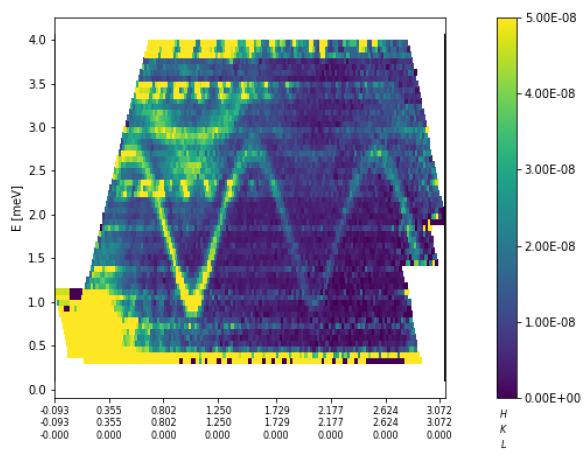 4.0
3.5
3.0
2.5
2.0
1.5
1.0
0.5
0.0
E [meV]
-0.093 0.355 0.802 1.250 1.729 2.177 2.624 3.072
-0.093 0.355 0.802 1.250 1.729 2.177 2.624 3.072
-0.000 0.000 0.000 0.000 0.000 0.000 0.000 0.000
5.00E-08
4.00E-08
3.00E-08
2.00E-08
1.00E-08
0.00E+00
H
K
L